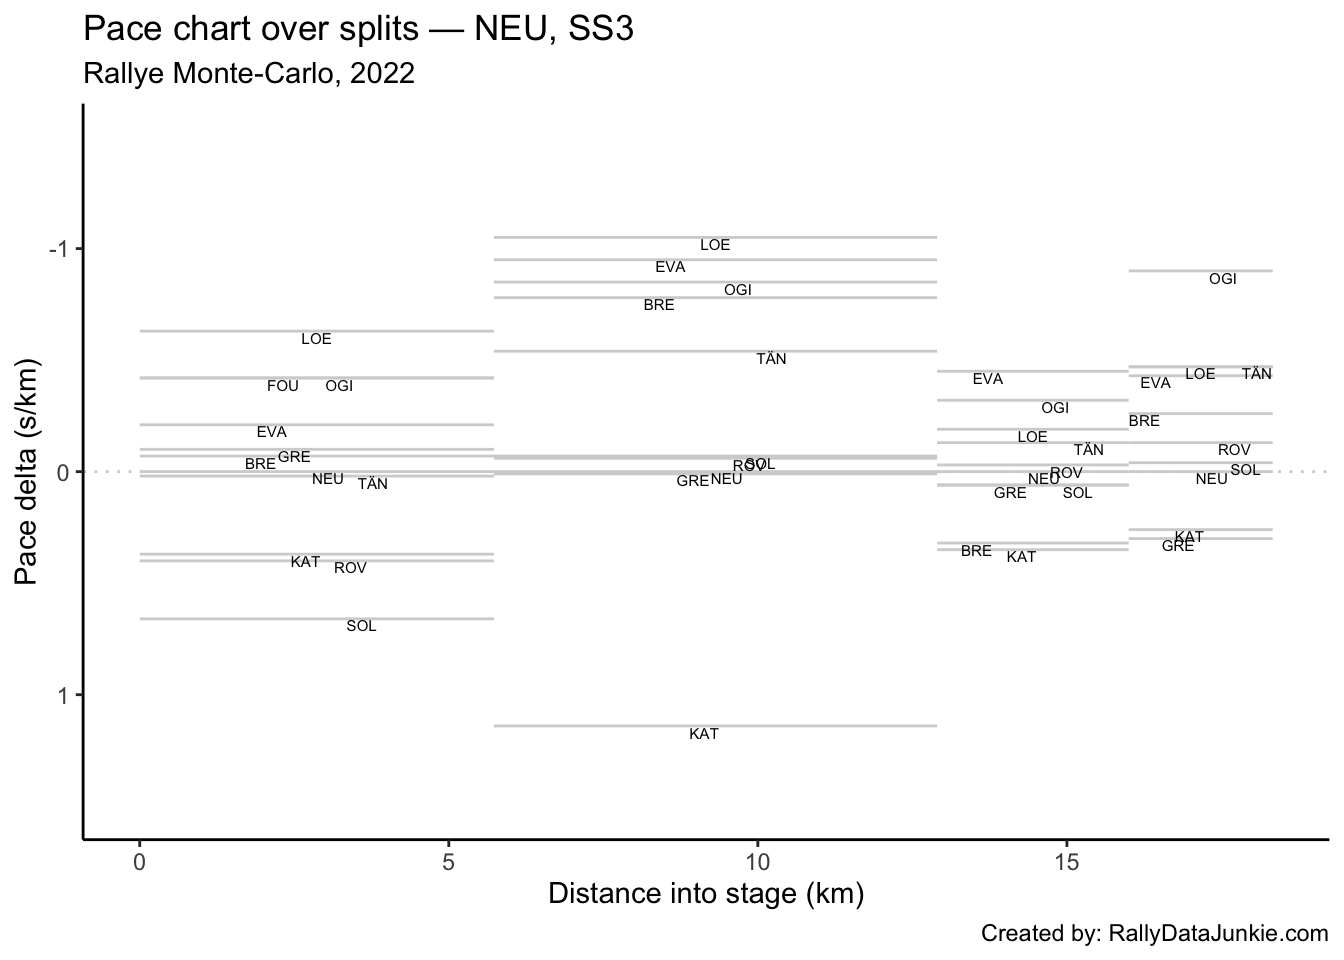 Pace chart over splits — NEU, SS3
Rallye Monte-Carlo, 2022
Pace delta (s/km)
-1
0
1
LOE
FOU OGI
EVA
GRE
BRE
NEU
TÄN
KAT
ROV
SOL
LOE
EVA
OGI
BRE
TÄN
SOL
ROV
NEU
GRE
KAT
EVA
OGI
LOE
TÄN
ROV
NEU
GRE SOL
BRE
KAT
OGI
LOE TÄN
EVA
BRE
ROV
SOL
NEU
KAT
GRE
0 5 10 15
Distance into stage (km)
Created by: RallyDataJunkie.com